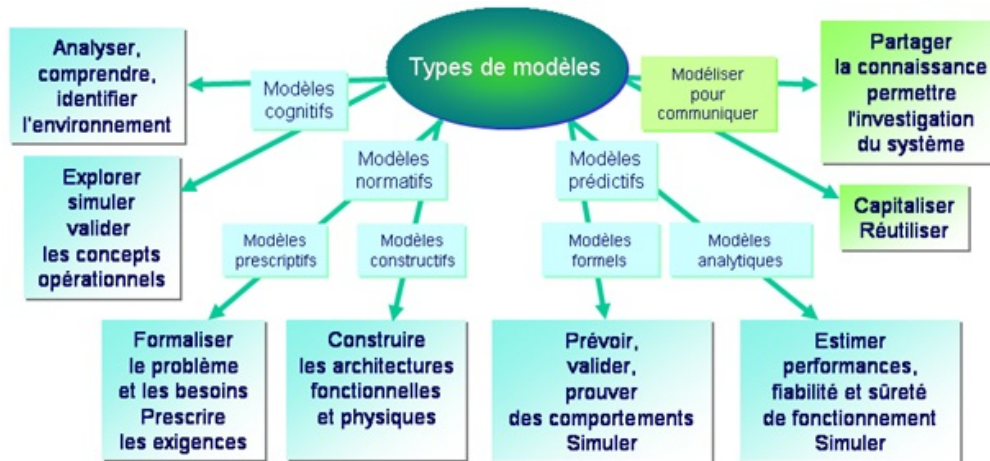 Types de modèles
Analyser,
comprendre,
identifier
l'environnement
Modèles
cognitifs
Modéliser
pour
communiquer
Partager
la connaissance
permettre
l'investigation
du système
Explorer
simuler
valider
les concepts
opérationnels
Modèles
normatifs
Modèles
prédictifs
Capitaliser
Réutiliser
Modèles
prescriptifs
Modèles
constructifs
Modèles
formels
Modèles
analytiques
Formaliser
le problème
et les besoins
Prescrire
les exigences
Construire
les architectures
fonctionnelles
et physiques
Prévoir,
valider,
prouver
des comportements
Simuler
Estimer
performances,
fiabilité et sûreté
de fonctionnement
Simuler